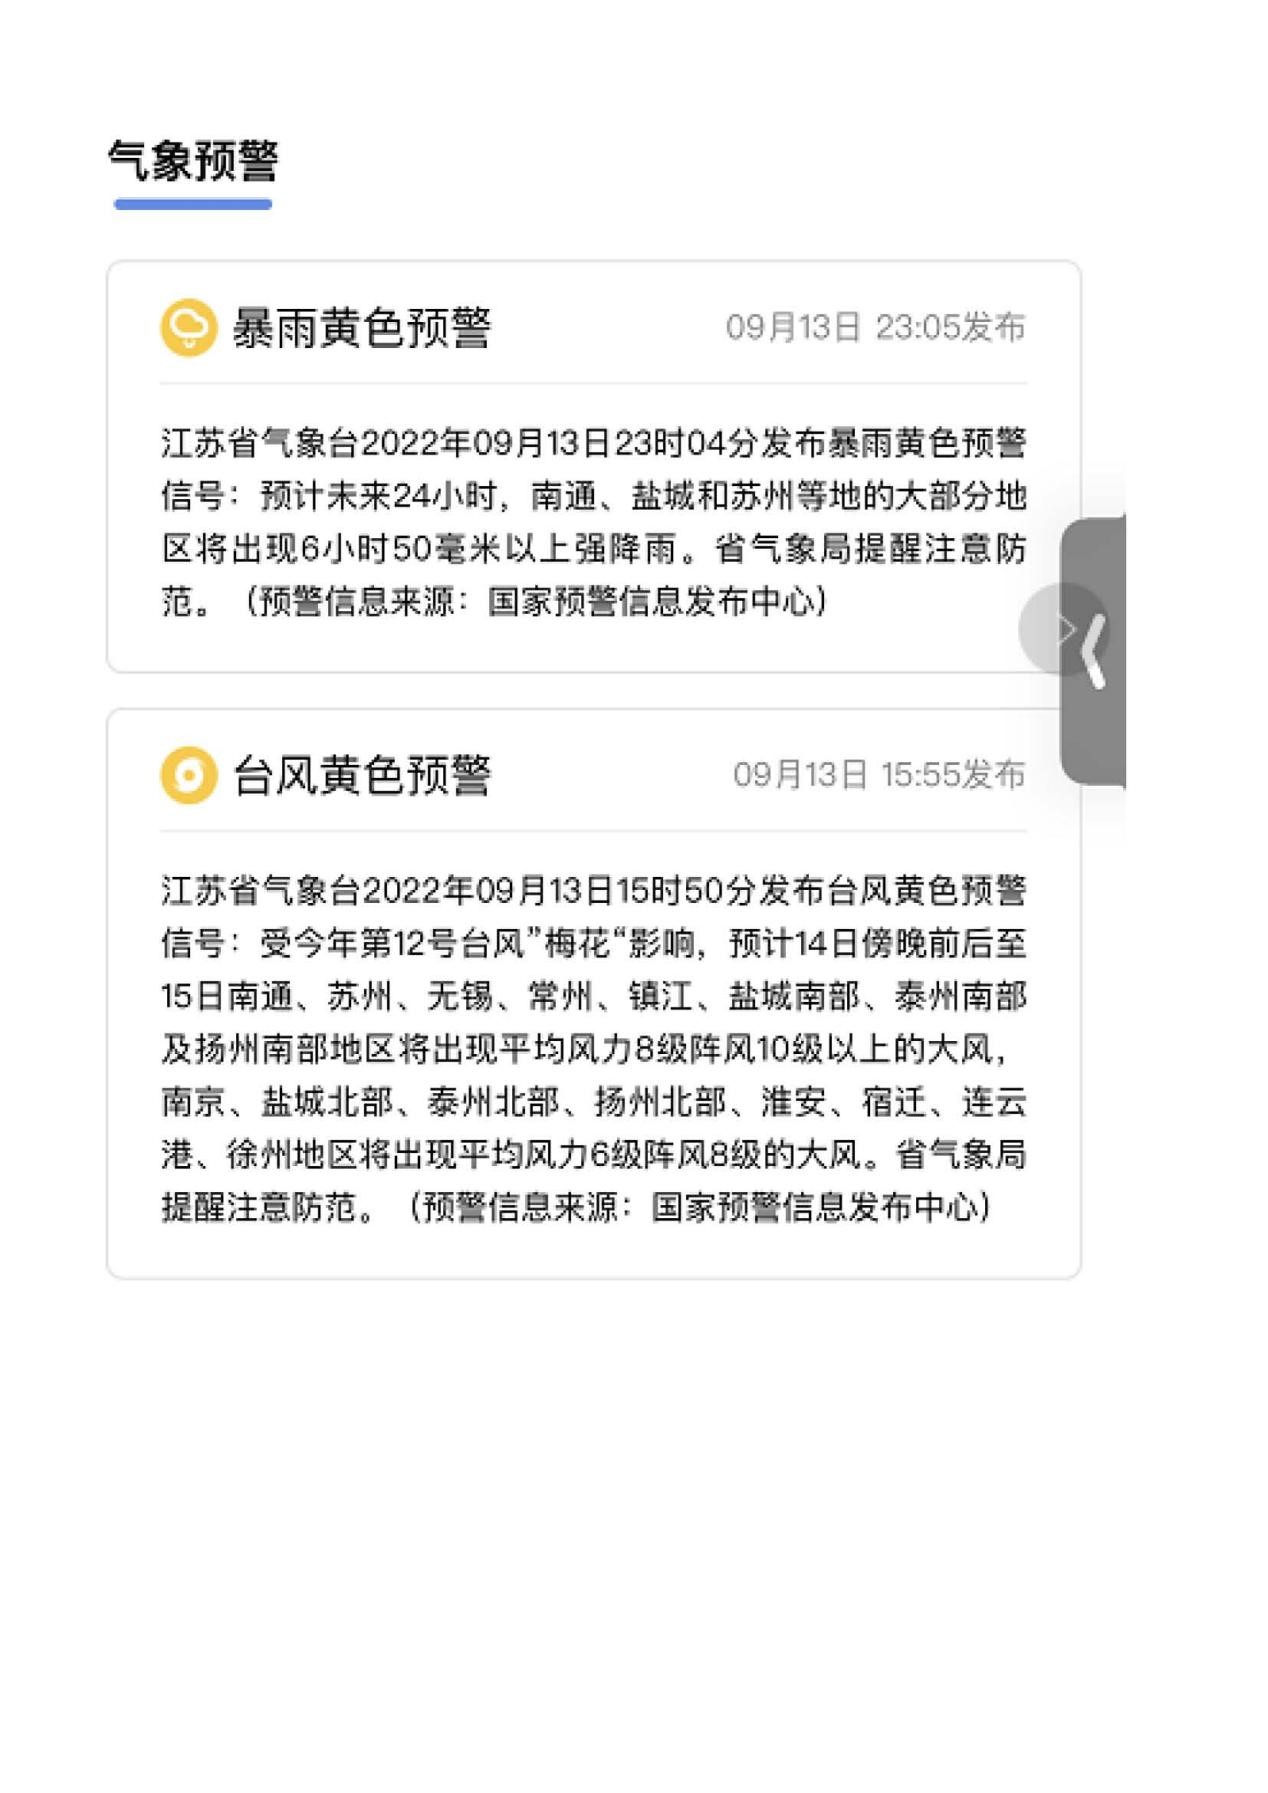 气象预警
暴雨黄色预警
09月13日 23:05发布
江苏省气象台2022年09月13日23时04分发布暴雨黄色预警
信号：预计未来24小时，南通、盐城和苏州等地的大部分地
区将出现6小时50毫米以上强降雨。省气象局提醒注意防
范。（预警信息来源：国家预警信息发布中心）
台风黄色预警
09月13日 15:55发布
江苏省气象台2022年09月13日15时50分发布台风黄色预警
信号：受今年第12号台风”梅花“影响，预计14日傍晚前后至
15日南通、苏州、无锡、常州、镇江、盐城南部、泰州南部
及扬州南部地区将出现平均风力8级阵风10级以上的大风，
南京、盐城北部、泰州北部、扬州北部、淮安、宿迁、连云
港、徐州地区将出现平均风力6级阵风8级的大风。省气象局
提醒注意防范。（预警信息来源：国家预警信息发布中心）